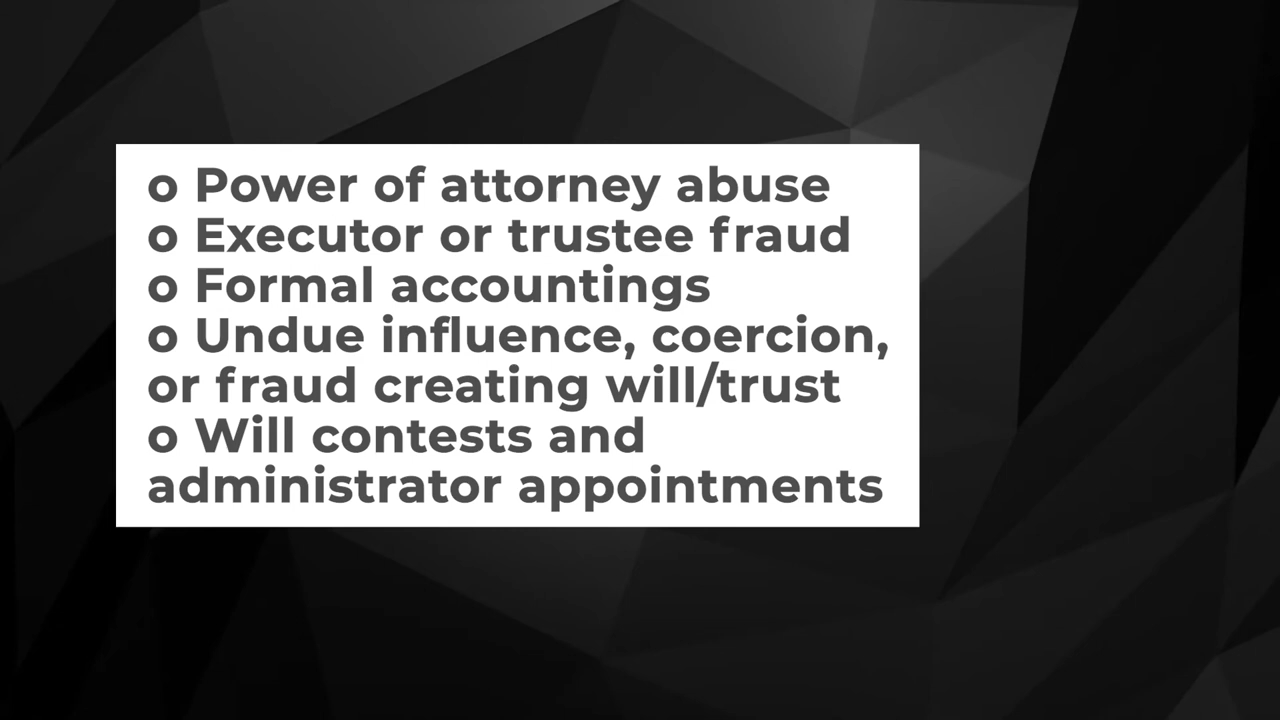 o Power of attorney abuse
o Executor or trustee fraud
o Formal accountings
o Undue influence, coercion,
or fraud creating will/trust
o Will contests and
administrator appointments